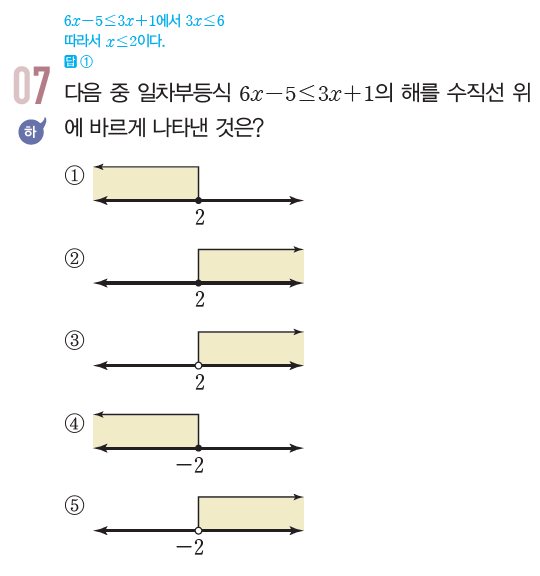 6x−5≤3x+1에서 3x≤6
따라서 x≤2이다.
답 ①
07 다음 중 일차부등식 6x−5≤3x+1의 해를 수직선 위
하 에 바르게 나타낸 것은?
①
2
②
2
③
2
④
−2
⑤
−2